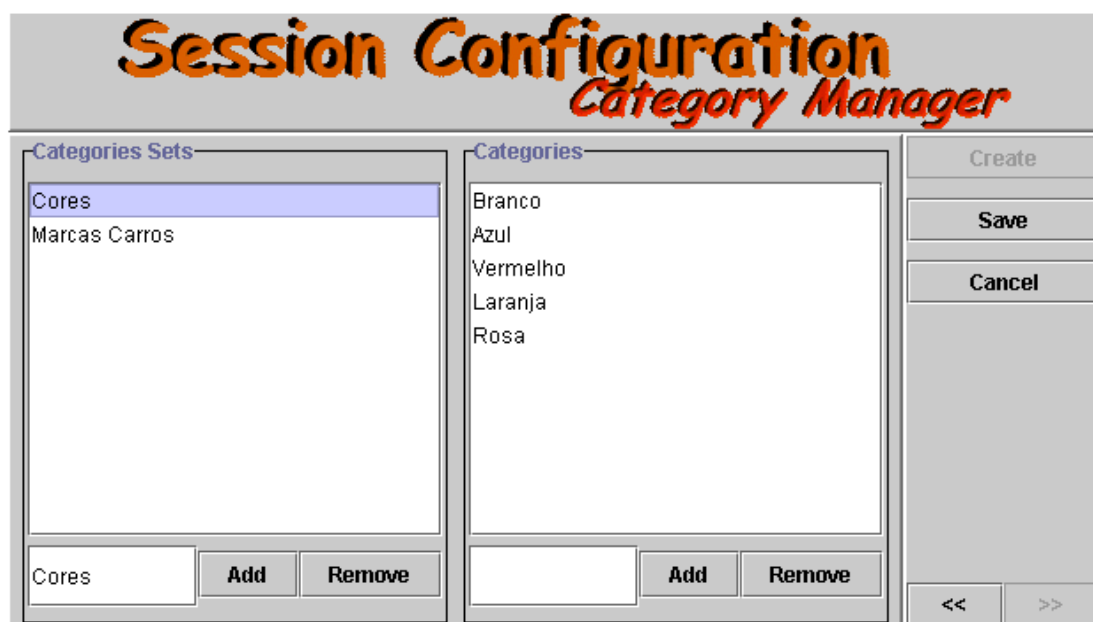 Session Configuration
Category Manager
Categories Sets
Cores
Marcas Carros
Cores
Add
Remove
Categories
Branco
Azul
Vermelho
Laranja
Rosa
Add
Remove
Create
Save
Cancel
<<
>>